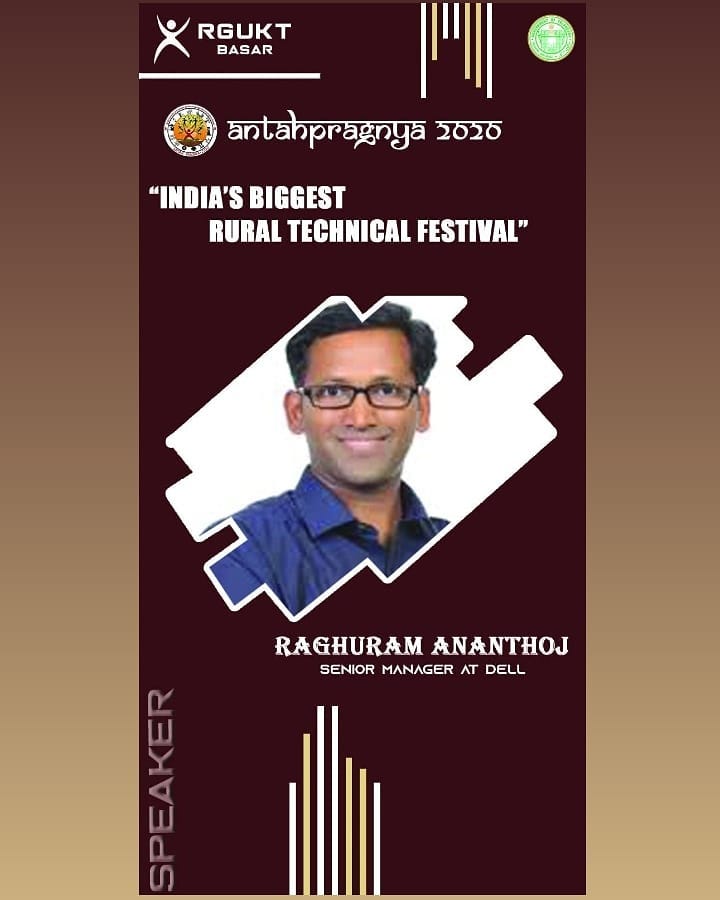 RGUKT
BASAR
antahpragnya 2020
“INDIA’S BIGGEST
RURAL TECHNICAL FESTIVAL”
RAGHURAM ANANTHOJ
SENIOR MANAGER AT DELL
SPEAKER